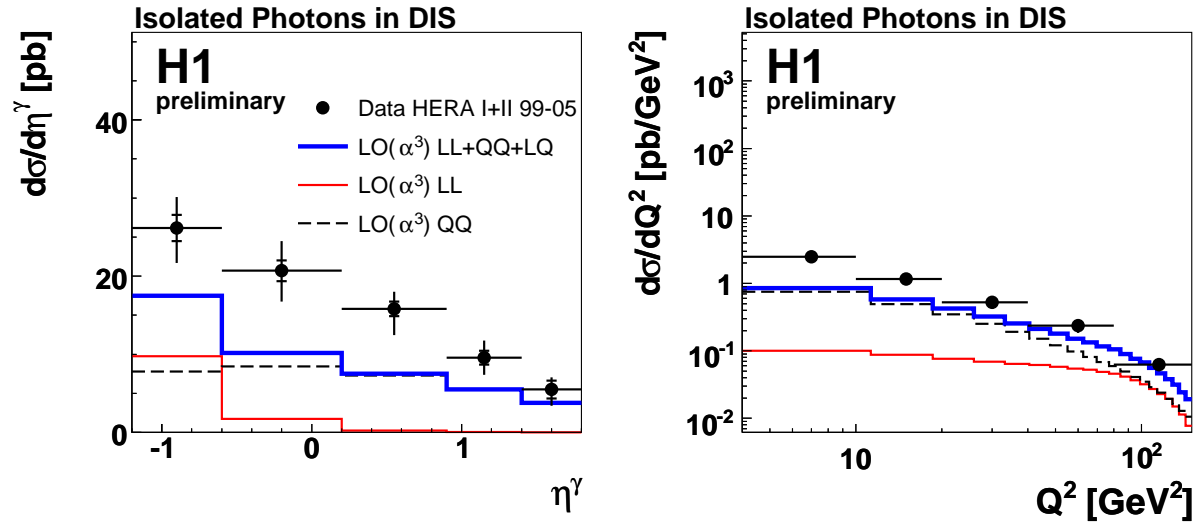 Isolated Photons in DIS
H1
preliminary
dσ/dη^γ [pb]
40
20
0
Data HERA I+II 99-05
LO(α³) LL+QQ+LQ
LO(α³) LL
LO(α³) QQ
-1 0 1
η^γ
Isolated Photons in DIS
H1
preliminary
dσ/dQ² [pb/GeV²]
10³
10²
10
1
10⁻¹
10⁻²
10 10²
Q² [GeV²]